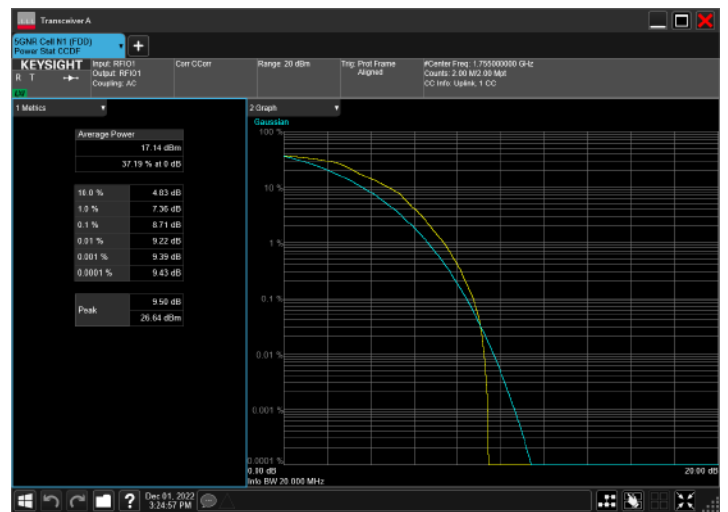 Transceiver A
5GNR Cell N1 (FDD)
Power Stat CCDF
KEYSIGHT
R T
Input: RFIO1
Output: RFIO1
Coupling: AC
Corr CCorr
Range: 20 dBm
Trig: Prot Frame
Aligned
#Center Freq: 1.755000000 GHz
Counts: 2.00 M/2.00 Mpt
CC Info: Uplink, 1 CC
1 Metrics
Average Power
17.14 dBm
37.19 % at 0 dB
10.0 % 4.83 dB
1.0 % 7.36 dB
0.1 % 8.71 dB
0.01 % 9.22 dB
0.001 % 9.39 dB
0.0001 % 9.43 dB
Peak
9.50 dB
26.64 dBm
2 Graph
Gaussian
100 %
10 %
1 %
0.1 %
0.01 %
0.001 %
0.0001 %
0.00 dB
20.00 dB
Info BW 20.000 MHz
Dec 01, 2022
3:24:57 PM